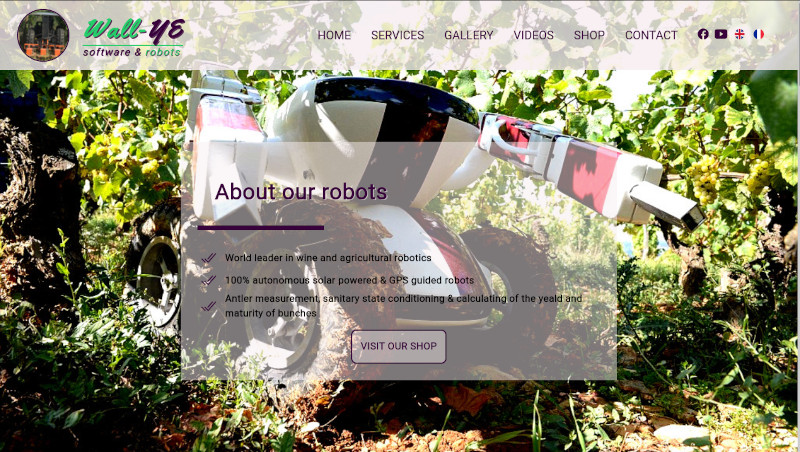 Wall-YE
software & robots
HOME SERVICES GALLERY VIDEOS SHOP CONTACT
About our robots
World leader in wine and agricultural robotics
100% autonomous solar powered & GPS guided robots
Antler measurement, sanitary state conditioning & calculating of the yeald and
maturity of bunches
VISIT OUR SHOP